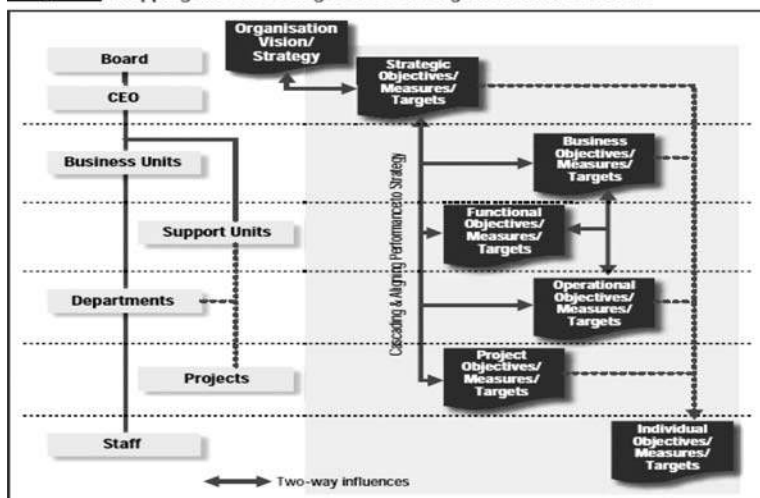 Board
CEO
Business Units
Support Units
Departments
Projects
Staff
Organisation
Vision/
Strategy
Strategic
Objectives/
Measures/
Targets
Business
Objectives/
Measures/
Targets
Functional
Objectives/
Measures/
Targets
Operational
Objectives/
Measures/
Targets
Project
Objectives/
Measures/
Targets
Individual
Objectives/
Measures/
Targets
Cascading & Aligning Performance to Strategy
Two-way influences